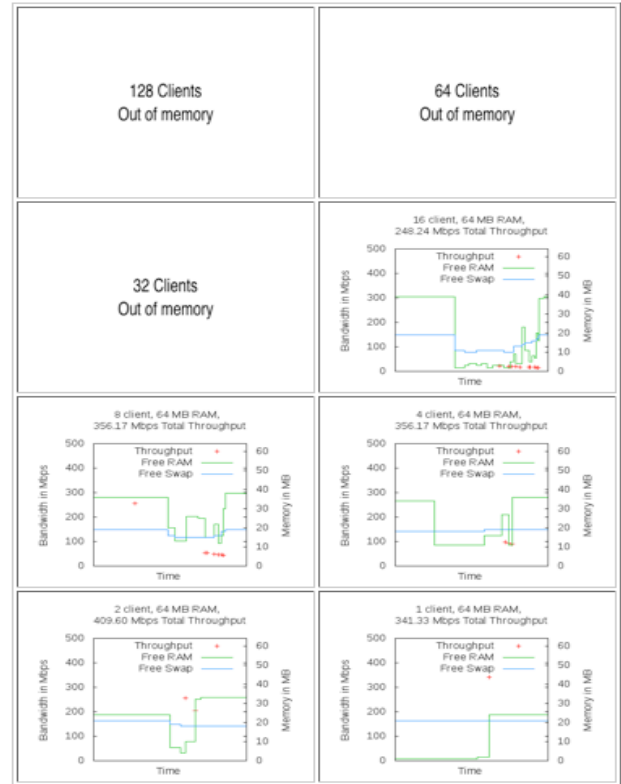 128 Clients
Out of memory
64 Clients
Out of memory
32 Clients
Out of memory
16 client, 64 MB RAM,
248.24 Mbps Total Throughput
500
400
300
200
100
0
Bandwidth in Mbps
Throughput
Free RAM
Free Swap
60
50
40
30
20
10
0
Memory in MB
Time
8 client, 64 MB RAM,
356.17 Mbps Total Throughput
500
400
300
200
100
0
Bandwidth in Mbps
Throughput
Free RAM
Free Swap
60
50
40
30
20
10
0
Memory in MB
Time
4 client, 64 MB RAM,
356.17 Mbps Total Throughput
500
400
300
200
100
0
Bandwidth in Mbps
Throughput
Free RAM
Free Swap
60
50
40
30
20
10
0
Memory in MB
Time
2 client, 64 MB RAM,
409.60 Mbps Total Throughput
500
400
300
200
100
0
Bandwidth in Mbps
Throughput
Free RAM
Free Swap
60
50
40
30
20
10
0
Memory in MB
Time
1 client, 64 MB RAM,
341.33 Mbps Total Throughput
500
400
300
200
100
0
Bandwidth in Mbps
Throughput
Free RAM
Free Swap
60
50
40
30
20
10
0
Memory in MB
Time